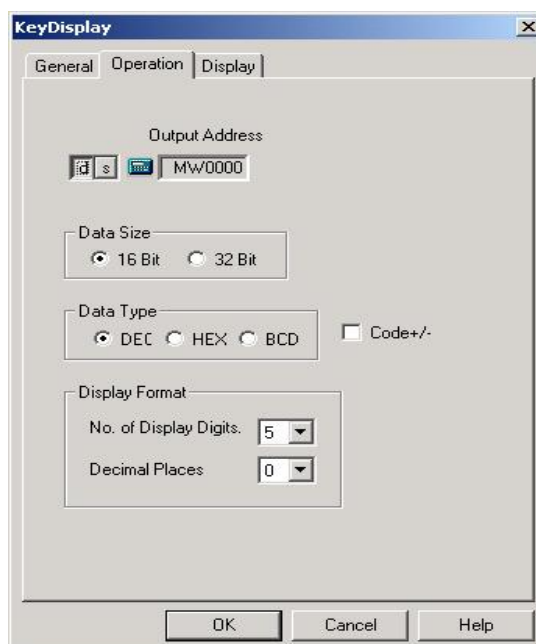 KeyDisplay
General Operation Display
Output Address
d s MW0000
Data Size
16 Bit 32 Bit
Data Type
DEC HEX BCD Code+/-
Display Format
No. of Display Digits. 5
Decimal Places 0
OK Cancel Help